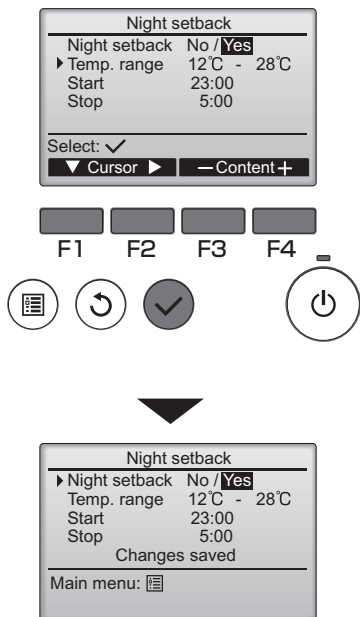 Night setback
Night setback No / Yes
Temp. range 12℃ - 28℃
Start 23:00
Stop 5:00
Select: ✓
▼ Cursor ▶ −Content+
F1 F2 F3 F4
Night setback
Night setback No / Yes
Temp. range 12℃ - 28℃
Start 23:00
Stop 5:00
Changes saved
Main menu: